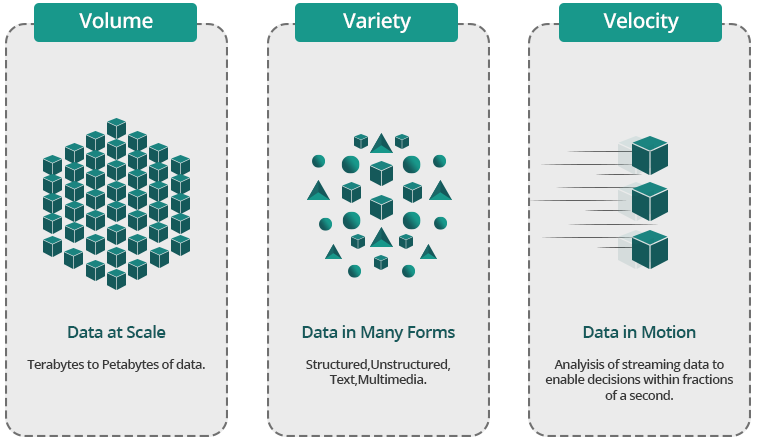 Volume
Data at Scale
Terabytes to Petabytes of data.
Variety
Data in Many Forms
Structured,Unstructured,
Text,Multimedia.
Velocity
Data in Motion
Analyisis of streaming data to
enable decisions within fractions
of a second.